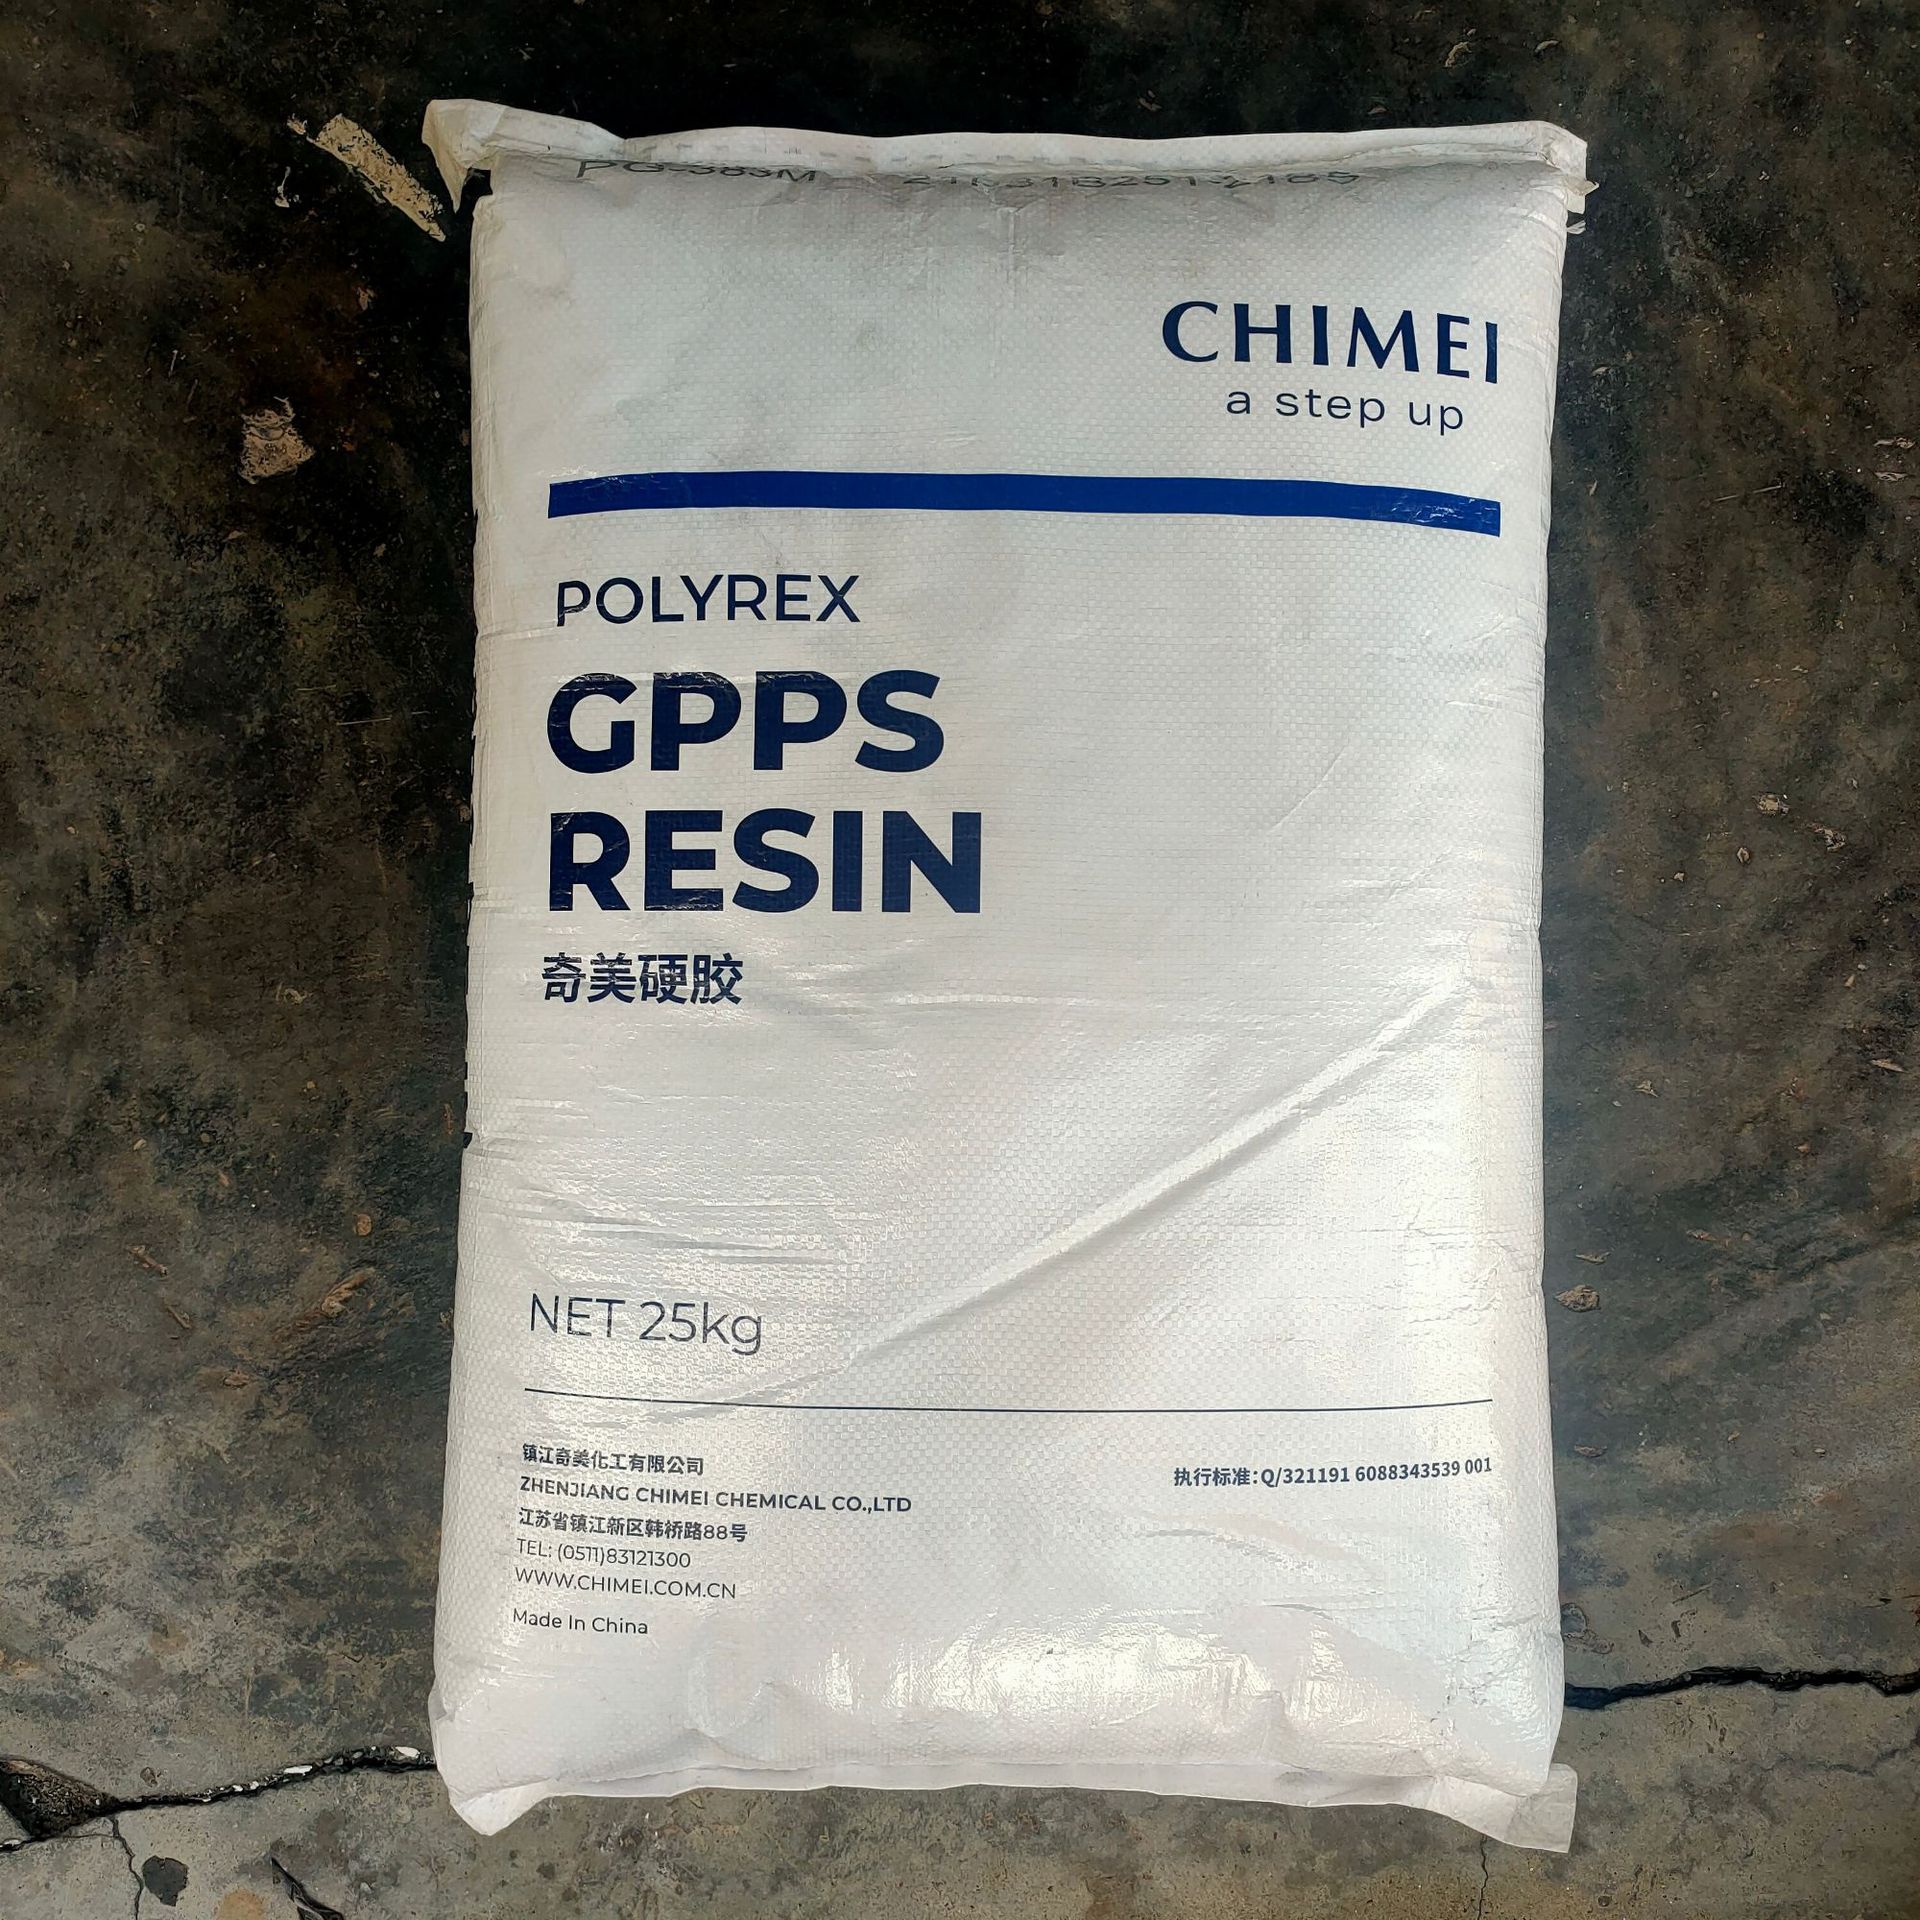 PG-383M
CHIMEI
a step up
POLYREX
GPPS
RESIN
奇美硬胶
NET 25kg
镇江奇美化工有限公司
ZHENJIANG CHIMEI CHEMICAL CO.,LTD
江苏省镇江新区韩桥路88号
TEL: (0511)83121300
WWW.CHIMEI.COM.CN
Made In China
执行标准：Q/321191 6088343539 001